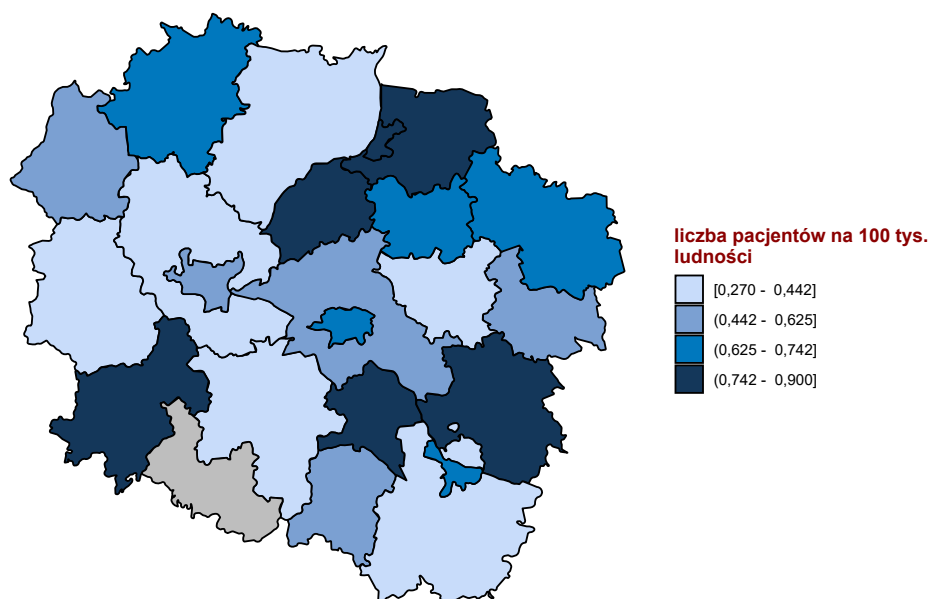 liczba pacjentów na 100 tys.
ludności
[0,270 - 0,442]
(0,442 - 0,625]
(0,625 - 0,742]
(0,742 - 0,900]